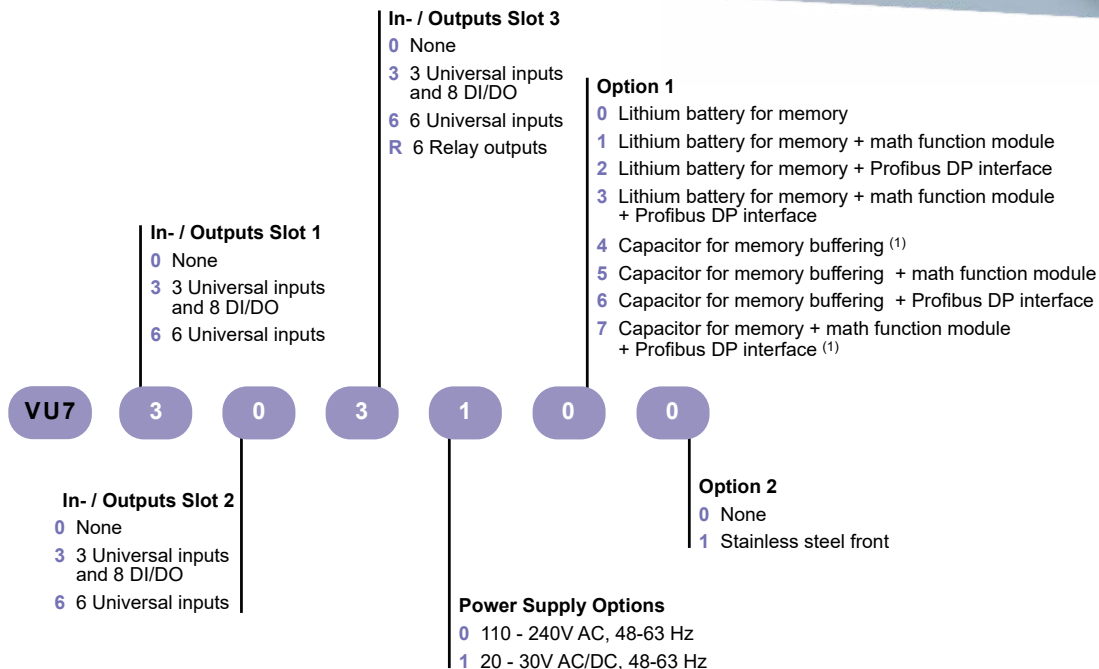 In- / Outputs Slot 3
0 None
3 3 Universal inputs
and 8 DI/DO
6 6 Universal inputs
R 6 Relay outputs
Option 1
0 Lithium battery for memory
1 Lithium battery for memory + math function module
2 Lithium battery for memory + Profibus DP interface
3 Lithium battery for memory + math function module
+ Profibus DP interface
4 Capacitor for memory buffering (1)
5 Capacitor for memory buffering + math function module
6 Capacitor for memory buffering + Profibus DP interface
7 Capacitor for memory + math function module
+ Profibus DP interface (1)
In- / Outputs Slot 1
0 None
3 3 Universal inputs
and 8 DI/DO
6 6 Universal inputs
VU7 3 0 3 1 0 0
In- / Outputs Slot 2
0 None
3 3 Universal inputs
and 8 DI/DO
6 6 Universal inputs
Option 2
0 None
1 Stainless steel front
Power Supply Options
0 110 - 240V AC, 48-63 Hz
1 20 - 30V AC/DC, 48-63 Hz